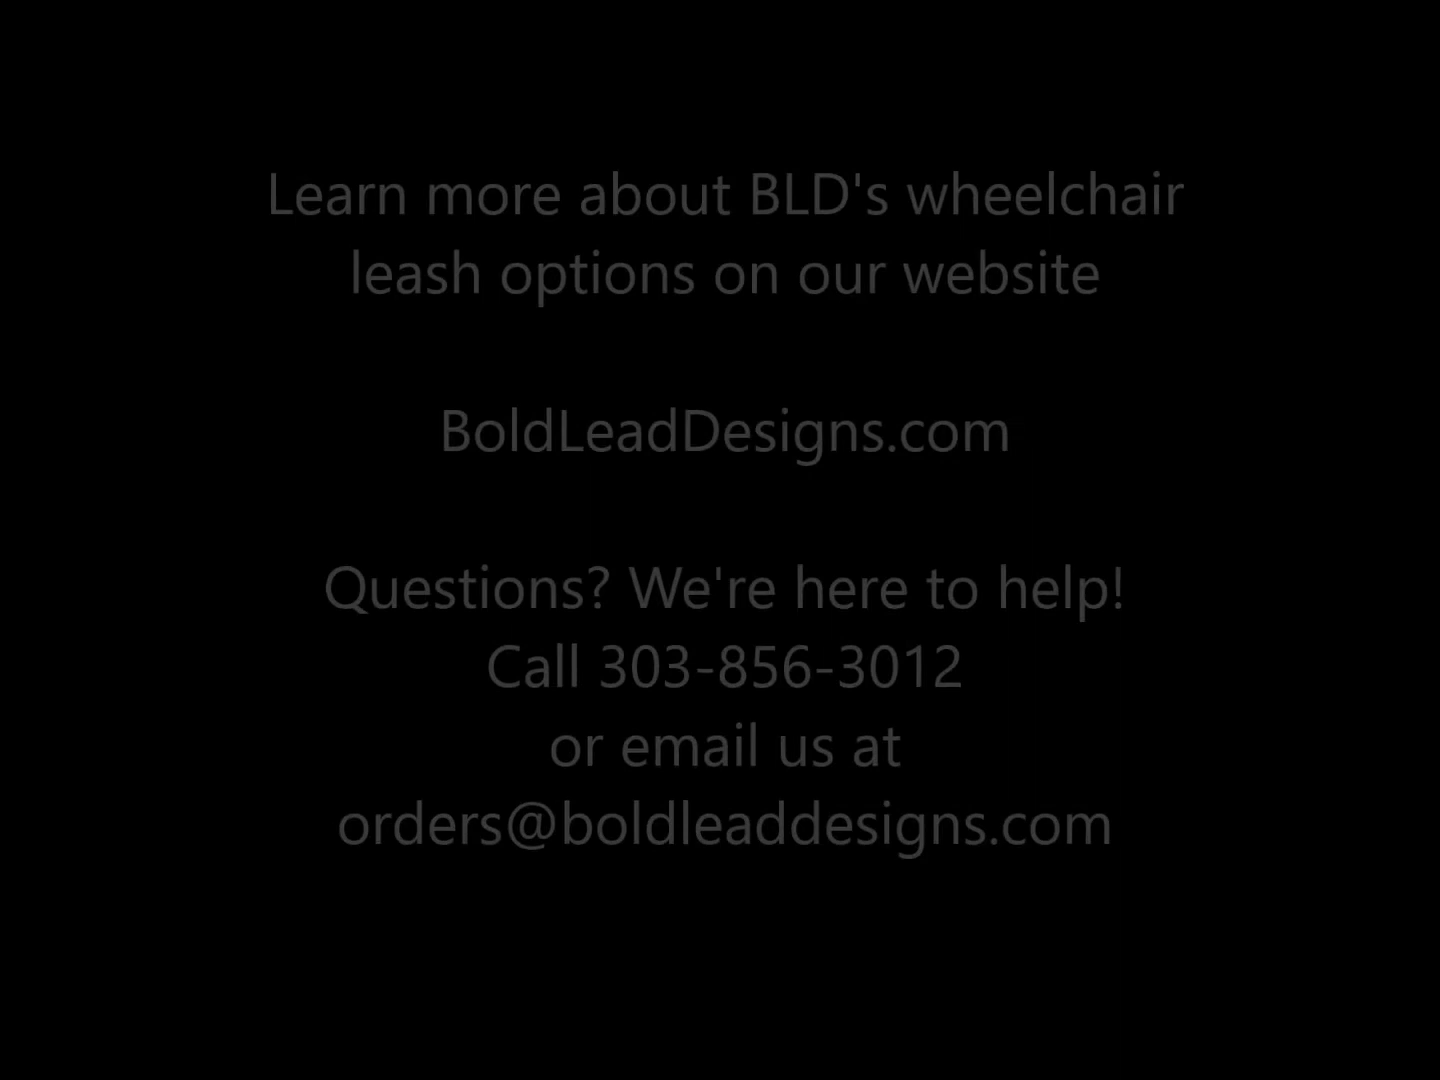 Learn more about BLD's wheelchair
leash options on our website
BoldLeadDesigns.com
Questions? We're here to help!
Call 303-856-3012
or email us at
orders@boldleaddesigns.com